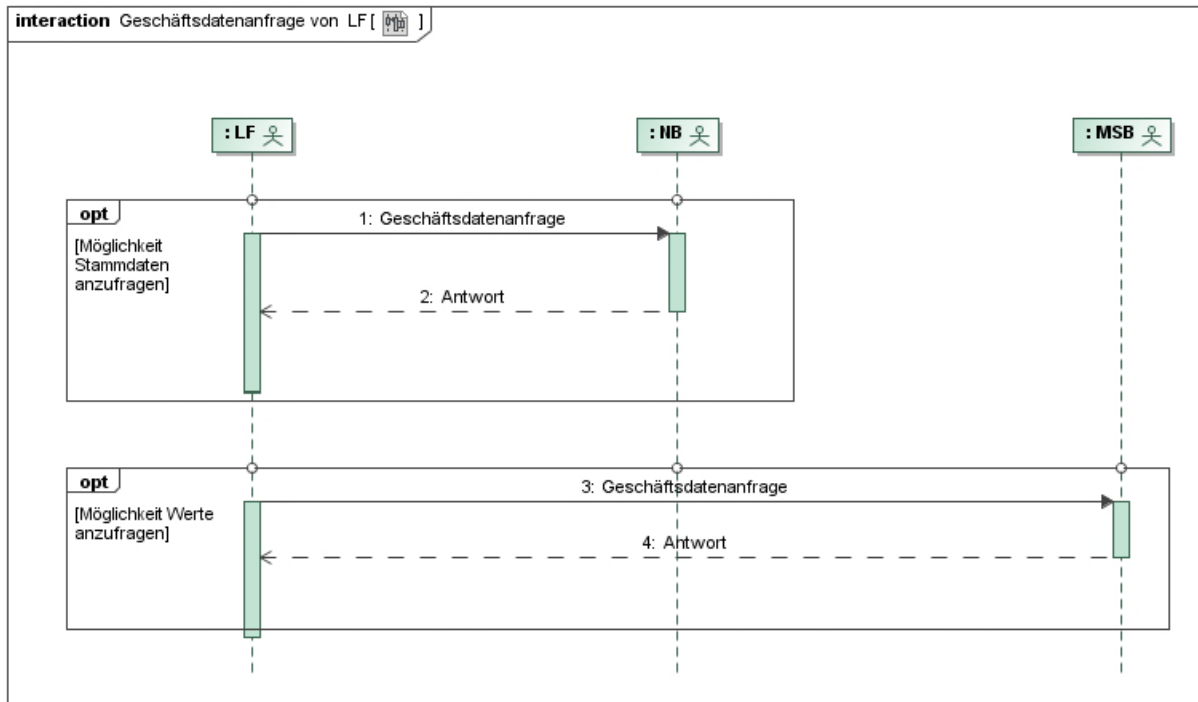 interaction Geschäftsdatenanfrage von LF[ ]
: LF
: NB
: MSB
opt
1: Geschäftsdatenanfrage
[Möglichkeit
Stammdaten
anzufragen]
2: Antwort
opt
3: Geschäftsdatenanfrage
[Möglichkeit Werte
anzufragen]
4: Antwort